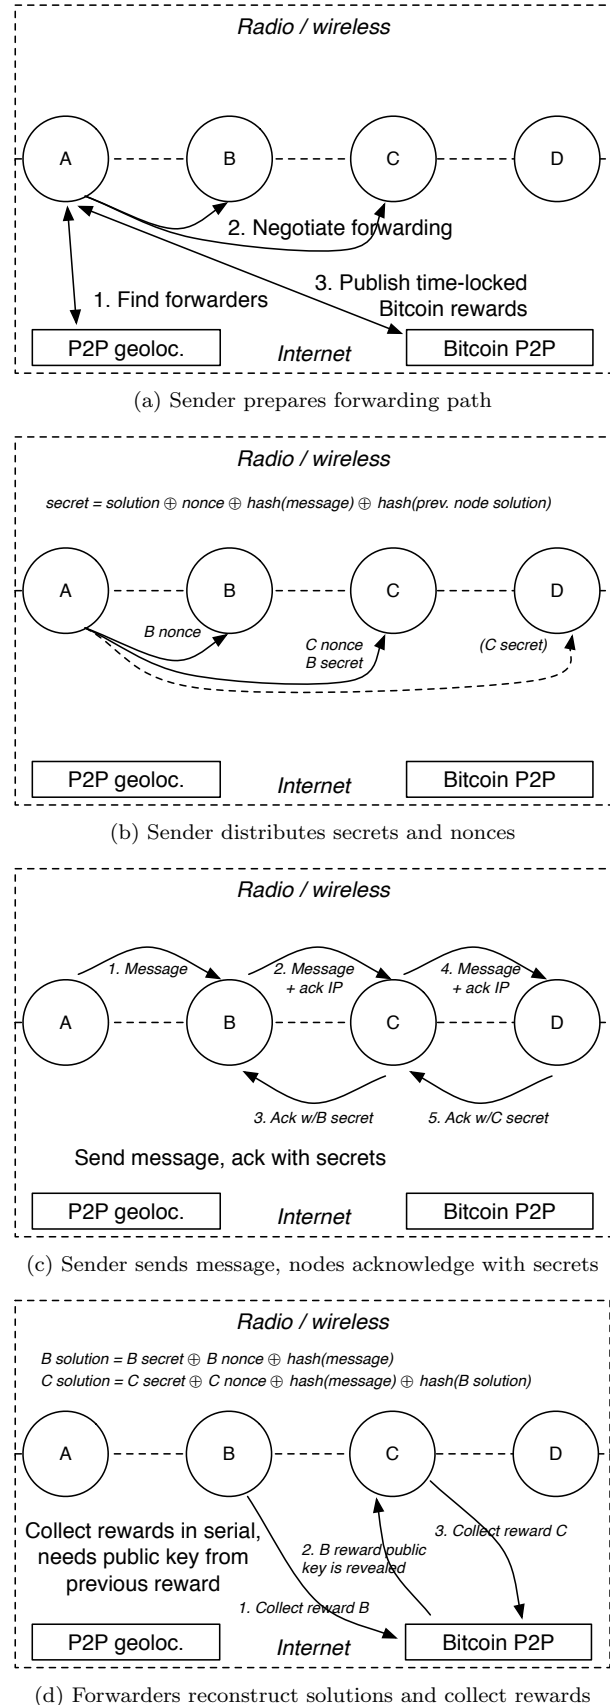 Radio / wireless
A
B
C
D
2. Negotiate forwarding
3. Publish time-locked
Bitcoin rewards
1. Find forwarders
P2P geoloc.
Internet
Bitcoin P2P
(a) Sender prepares forwarding path
Radio / wireless
secret = solution ⊕ nonce ⊕ hash(message) ⊕ hash(prev. node solution)
A
B
C
D
B nonce
C nonce
B secret
(C secret)
P2P geoloc.
Internet
Bitcoin P2P
(b) Sender distributes secrets and nonces
Radio / wireless
1. Message
2. Message
+ ack IP
4. Message
+ ack IP
A
B
C
D
3. Ack w/B secret
5. Ack w/C secret
Send message, ack with secrets
P2P geoloc.
Internet
Bitcoin P2P
(c) Sender sends message, nodes acknowledge with secrets
Radio / wireless
B solution = B secret ⊕ B nonce ⊕ hash(message)
C solution = C secret ⊕ C nonce ⊕ hash(message) ⊕ hash(B solution)
A
B
C
D
Collect rewards in serial,
needs public key from
previous reward
3. Collect reward C
2. B reward public
key is revealed
1. Collect reward B
P2P geoloc.
Internet
Bitcoin P2P
(d) Forwarders reconstruct solutions and collect rewards